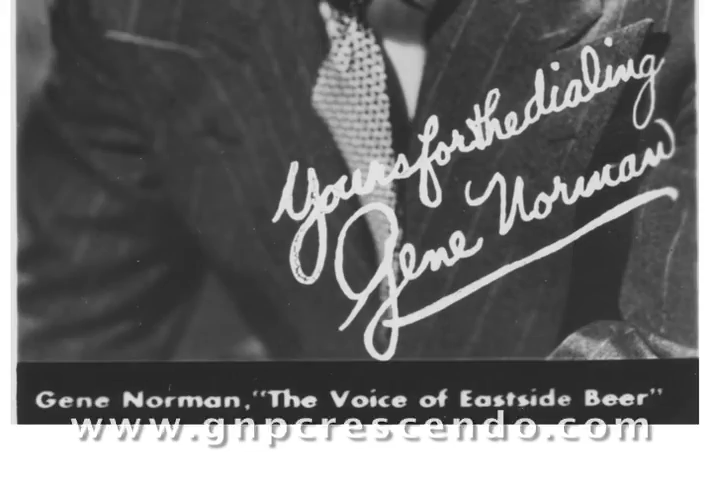 Yours for the dialing
Gene Norman
Gene Norman, "The Voice of Eastside Beer"
www.gnpcrescendo.com